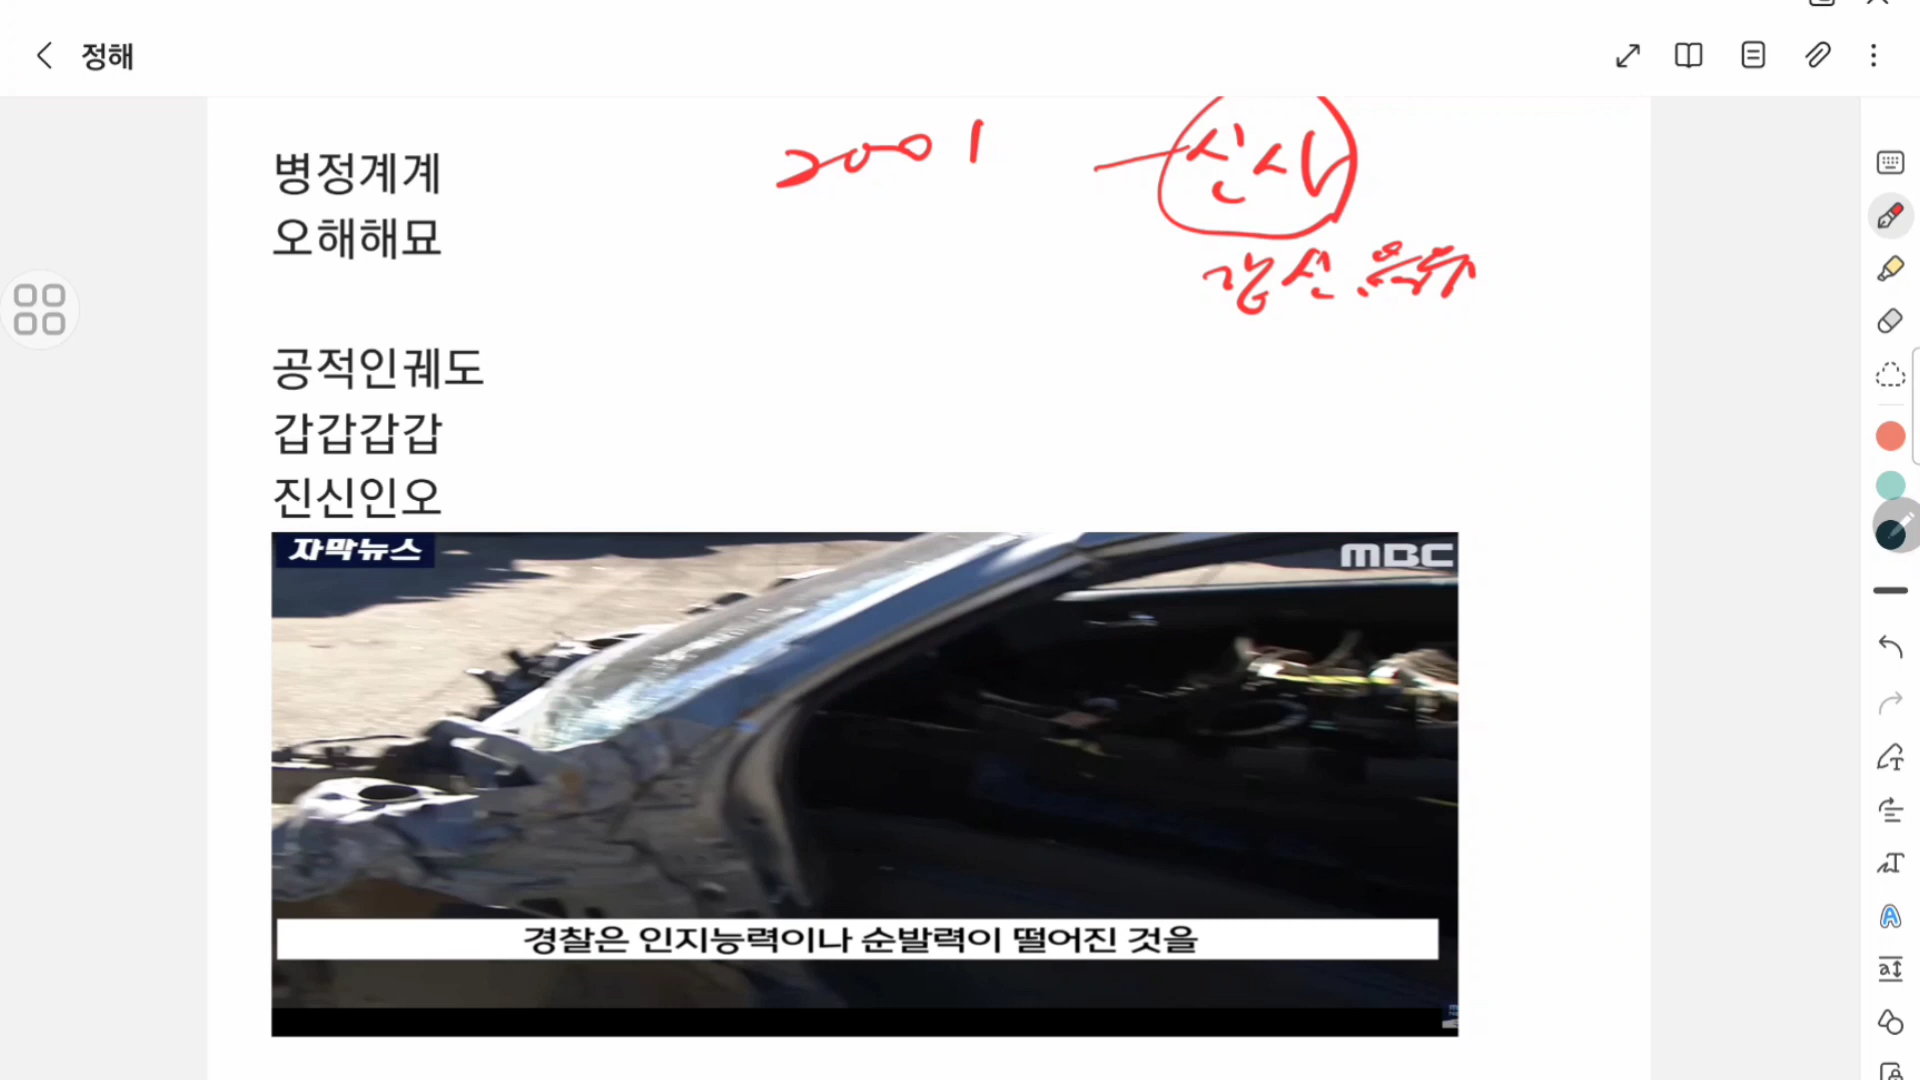 정해
2001
신사
병정계계
오해해묘
공적인궤도
갑갑갑갑
진신인오
자막뉴스
MBC
경찰은 인지능력이나 순발력이 떨어진 것을